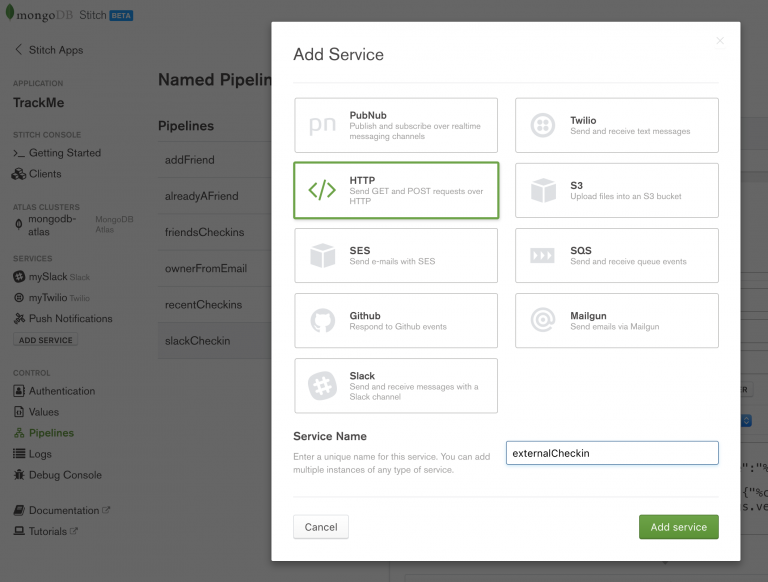 mongoDB Stitch BETA
Stitch Apps
APPLICATION
TrackMe
STITCH CONSOLE
Getting Started
Clients
ATLAS CLUSTERS
mongodb-atlas MongoDB Atlas
SERVICES
mySlack Slack
myTwilio Twilio
Push Notifications
ADD SERVICE
CONTROL
Authentication
Values
Pipelines
Logs
Debug Console
Documentation
Tutorials
Named Pipelin
Pipelines
addFriend
alreadyAFriend
friendsCheckins
ownerFromEmail
recentCheckins
slackCheckin
Add Service
×
pn
PubNub
Publish and subscribe over realtime
messaging channels
Twilio
Send and receive text messages
</>
HTTP
Send GET and POST requests over
HTTP
S3
Upload files into an S3 bucket
SES
Send e-mails with SES
SQS
Send and receive queue events
Github
Respond to Github events
Mailgun
Send emails via Mailgun
Slack
Send and receive messages with a
Slack channel
Service Name
Enter a unique name for this service. You can add
multiple instances of any type of service.
externalCheckin
Cancel
Add service
R